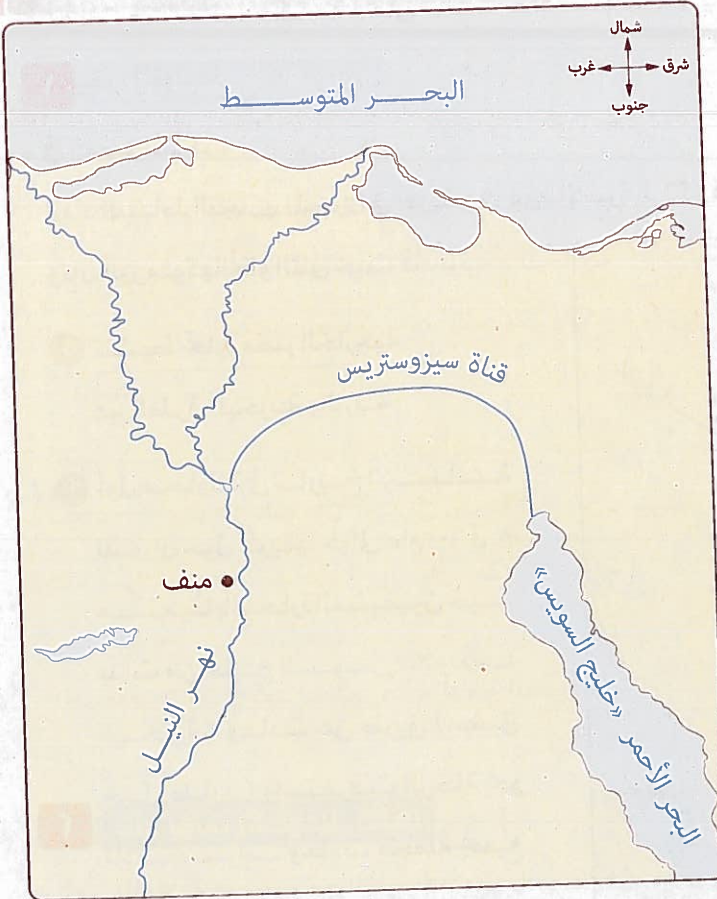 شمال
شرق
غرب
جنوب
البحر المتوسط
قناة سيزوستريس
منف
نهر النيل
البحر الأحمر «خليج السويس»